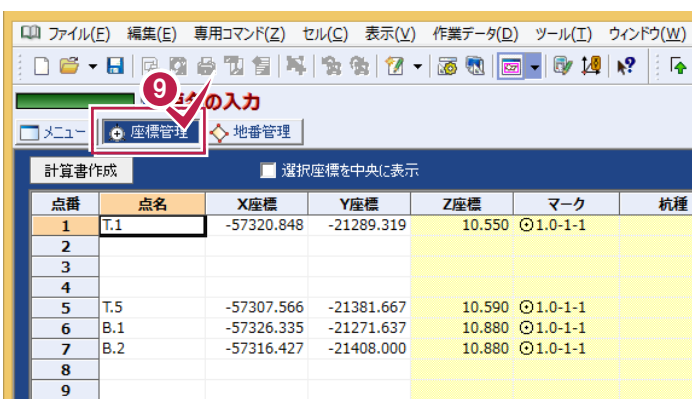 ファイル(F) 編集(E) 専用コマンド(Z) セル(C) 表示(V) 作業データ(D) ツール(T) ウィンドウ(W)
9
の入力
メニュー 座標管理 地番管理
計算書作成 選択座標を中央に表示
点番 点名 X座標 Y座標 Z座標 マーク 杭種
1 T.1 -57320.848 -21289.319 10.550 1.0-1-1
2
3
4
5 T.5 -57307.566 -21381.667 10.590 1.0-1-1
6 B.1 -57326.335 -21271.637 10.880 1.0-1-1
7 B.2 -57316.427 -21408.000 10.880 1.0-1-1
8
9